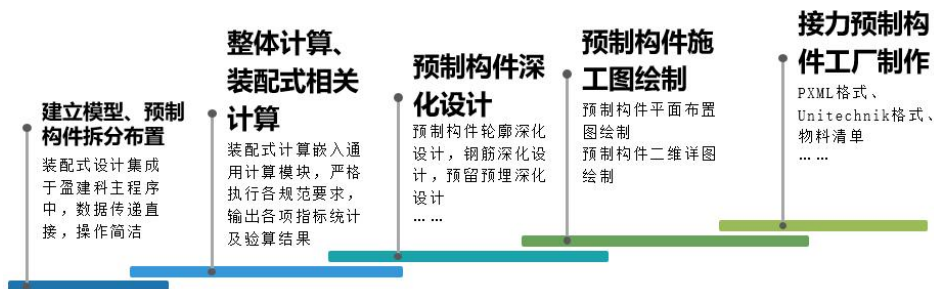 建立模型、预制
构件拆分布置
装配式设计集成
于盈建科主程序
中，数据传递直
接，操作简洁
整体计算、
装配式相关
计算
装配式计算嵌入通
用计算模块，严格
执行各规范要求，
输出各项指标统计
及验算结果
预制构件深
化设计
预制构件轮廓深化
设计，钢筋深化设
计，预留预埋深化
设计
……
预制构件施
工图绘制
预制构件平面布置
图绘制
预制构件二维详图
绘制
接力预制构
件工厂制作
PXML格式、
Unitechnik格式、
物料清单
……